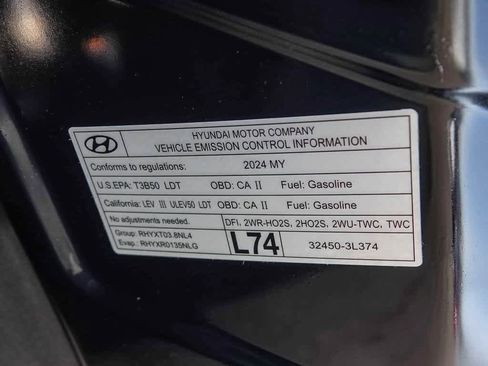 HYUNDAI MOTOR COMPANY
VEHICLE EMISSION CONTROL INFORMATION
Conforms to regulations: 2024 MY
U.S.EPA: T3B50 LDT OBD: CA II Fuel: Gasoline
California: LEV III ULEV50 LDT OBD: CA II Fuel: Gasoline
No adjustments needed. DFI, 2WR-HO2S, 2HO2S, 2WU-TWC, TWC
Group: RHYXT03.8NL4
Evap.: RHYXR0135NLG
L74 32450-3L374